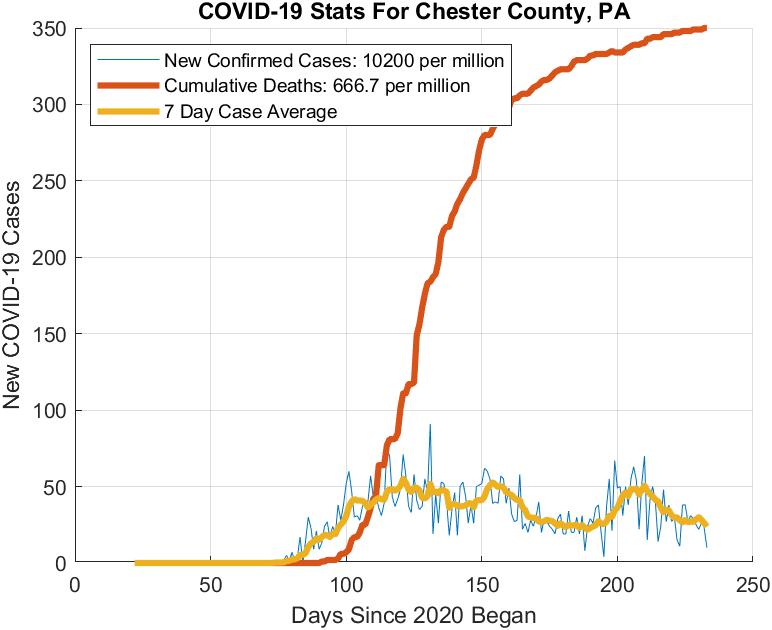 COVID-19 Stats For Chester County, PA
New Confirmed Cases: 10200 per million
Cumulative Deaths: 666.7 per million
7 Day Case Average
New COVID-19 Cases
350
300
250
200
150
100
50
0
0 50 100 150 200 250
Days Since 2020 Began